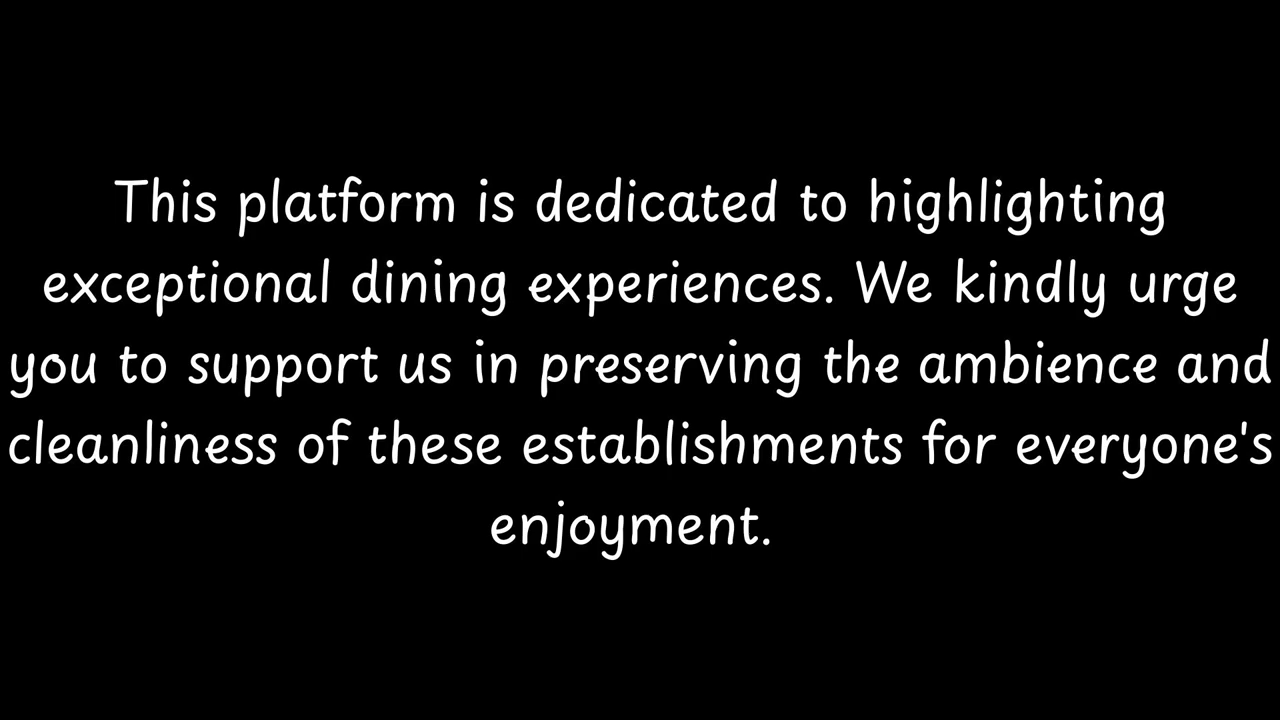 This platform is dedicated to highlighting
exceptional dining experiences. We kindly urge
you to support us in preserving the ambience and
cleanliness of these establishments for everyone's
enjoyment.